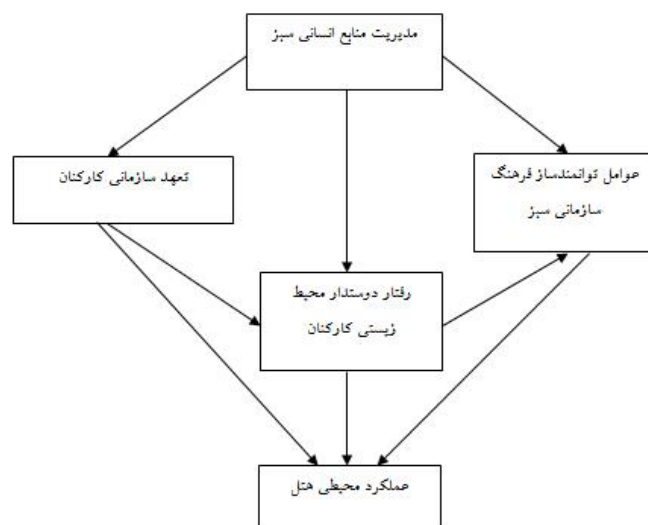 مدیریت منابع انسانی سبز
عوامل توانمندساز فرهنگ
سازمانی سبز
تعهد سازمانی کارکنان
رفتار دوستدار محیط
زیستی کارکنان
عملکرد محیطی هتل